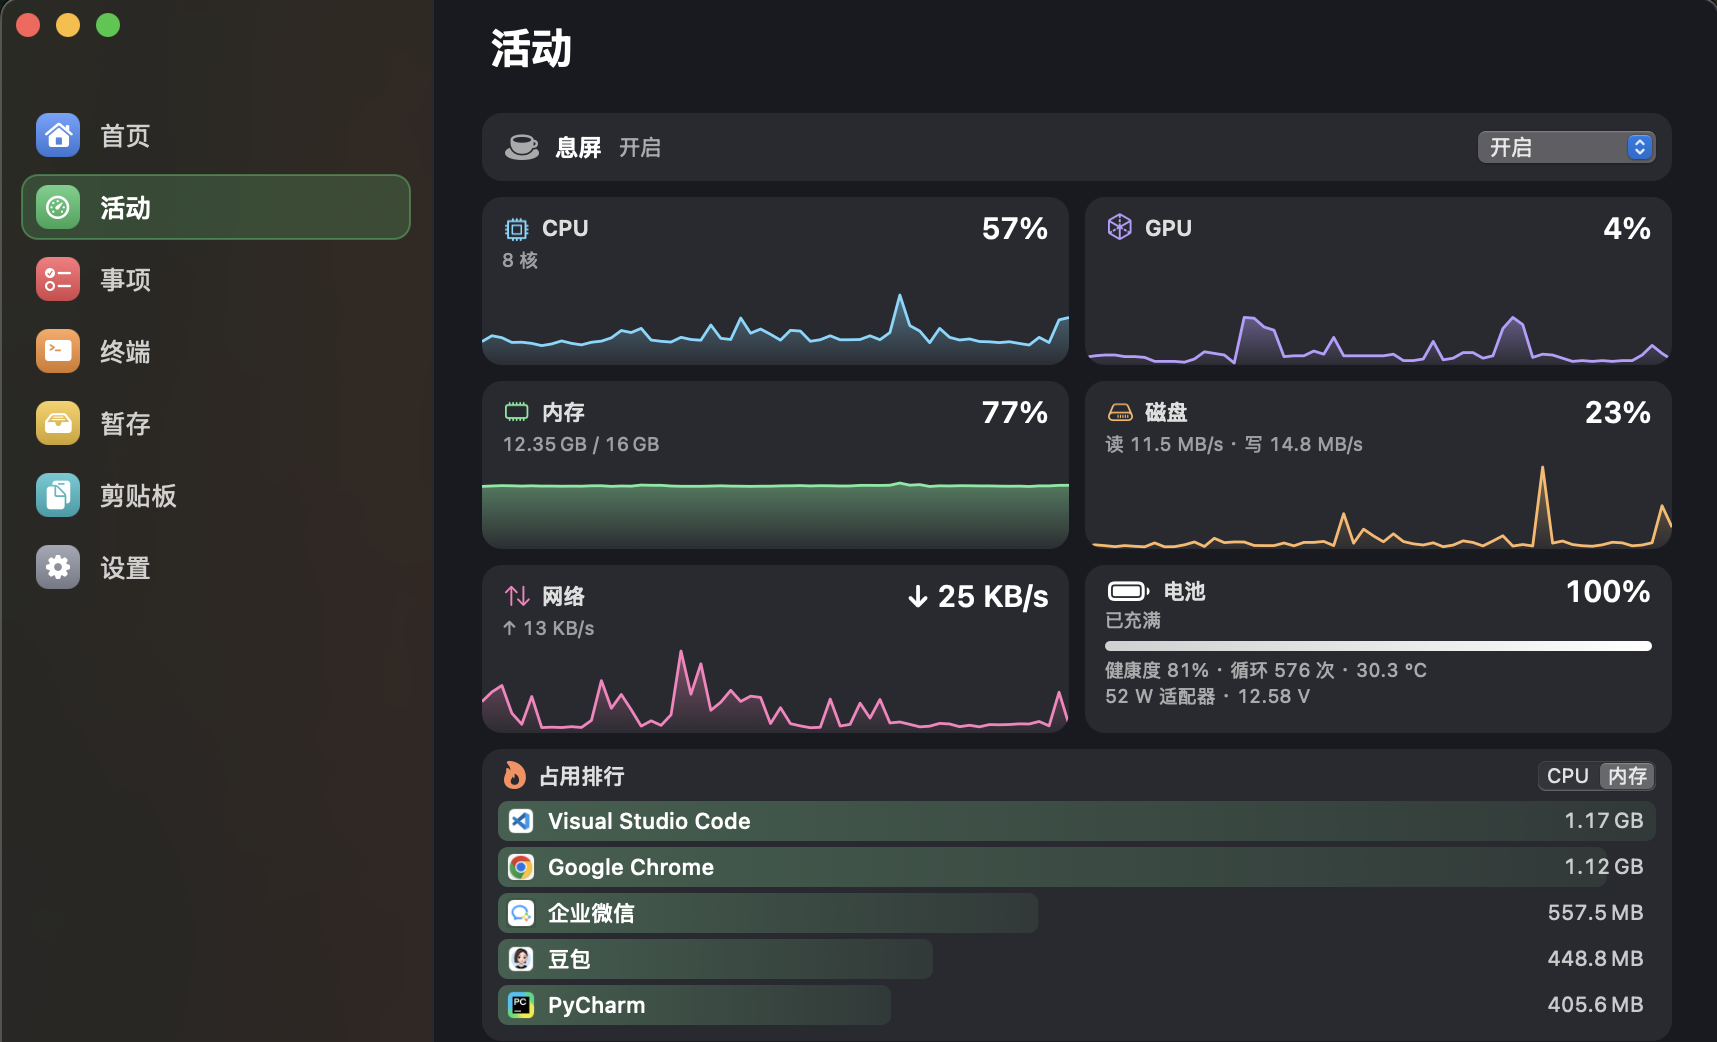 活动
首页
活动
事项
终端
暂存
剪贴板
设置
息屏 开启
开启
CPU 57%
8 核
GPU 4%
内存 77%
12.35 GB / 16 GB
磁盘 23%
读 11.5 MB/s · 写 14.8 MB/s
网络 ↓ 25 KB/s
↑ 13 KB/s
电池 100%
已充满
健康度 81% · 循环 576 次 · 30.3 °C
52 W 适配器 · 12.58 V
占用排行
CPU 内存
Visual Studio Code 1.17 GB
Google Chrome 1.12 GB
企业微信 557.5 MB
豆包 448.8 MB
PC
PyCharm 405.6 MB